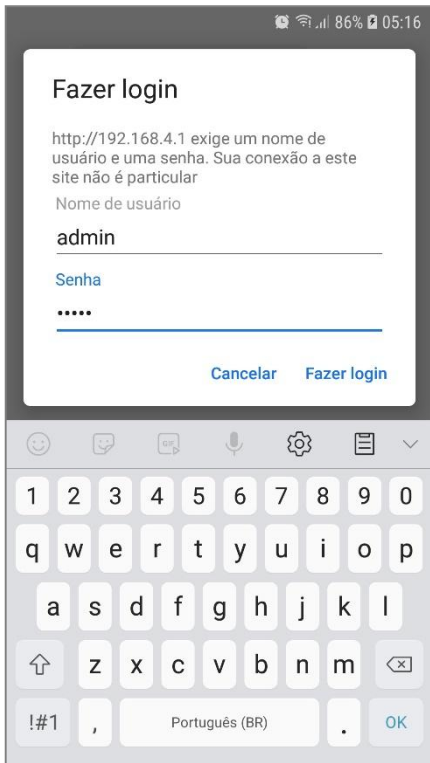 86% 05:16
Fazer login
http://192.168.4.1 exige um nome de
usuário e uma senha. Sua conexão a este
site não é particular
Nome de usuário
admin
Senha
•••••
Cancelar Fazer login
GIF
1 2 3 4 5 6 7 8 9 0
q w e r t y u i o p
a s d f g h j k l
z x c v b n m
!#1 , Português (BR) . OK